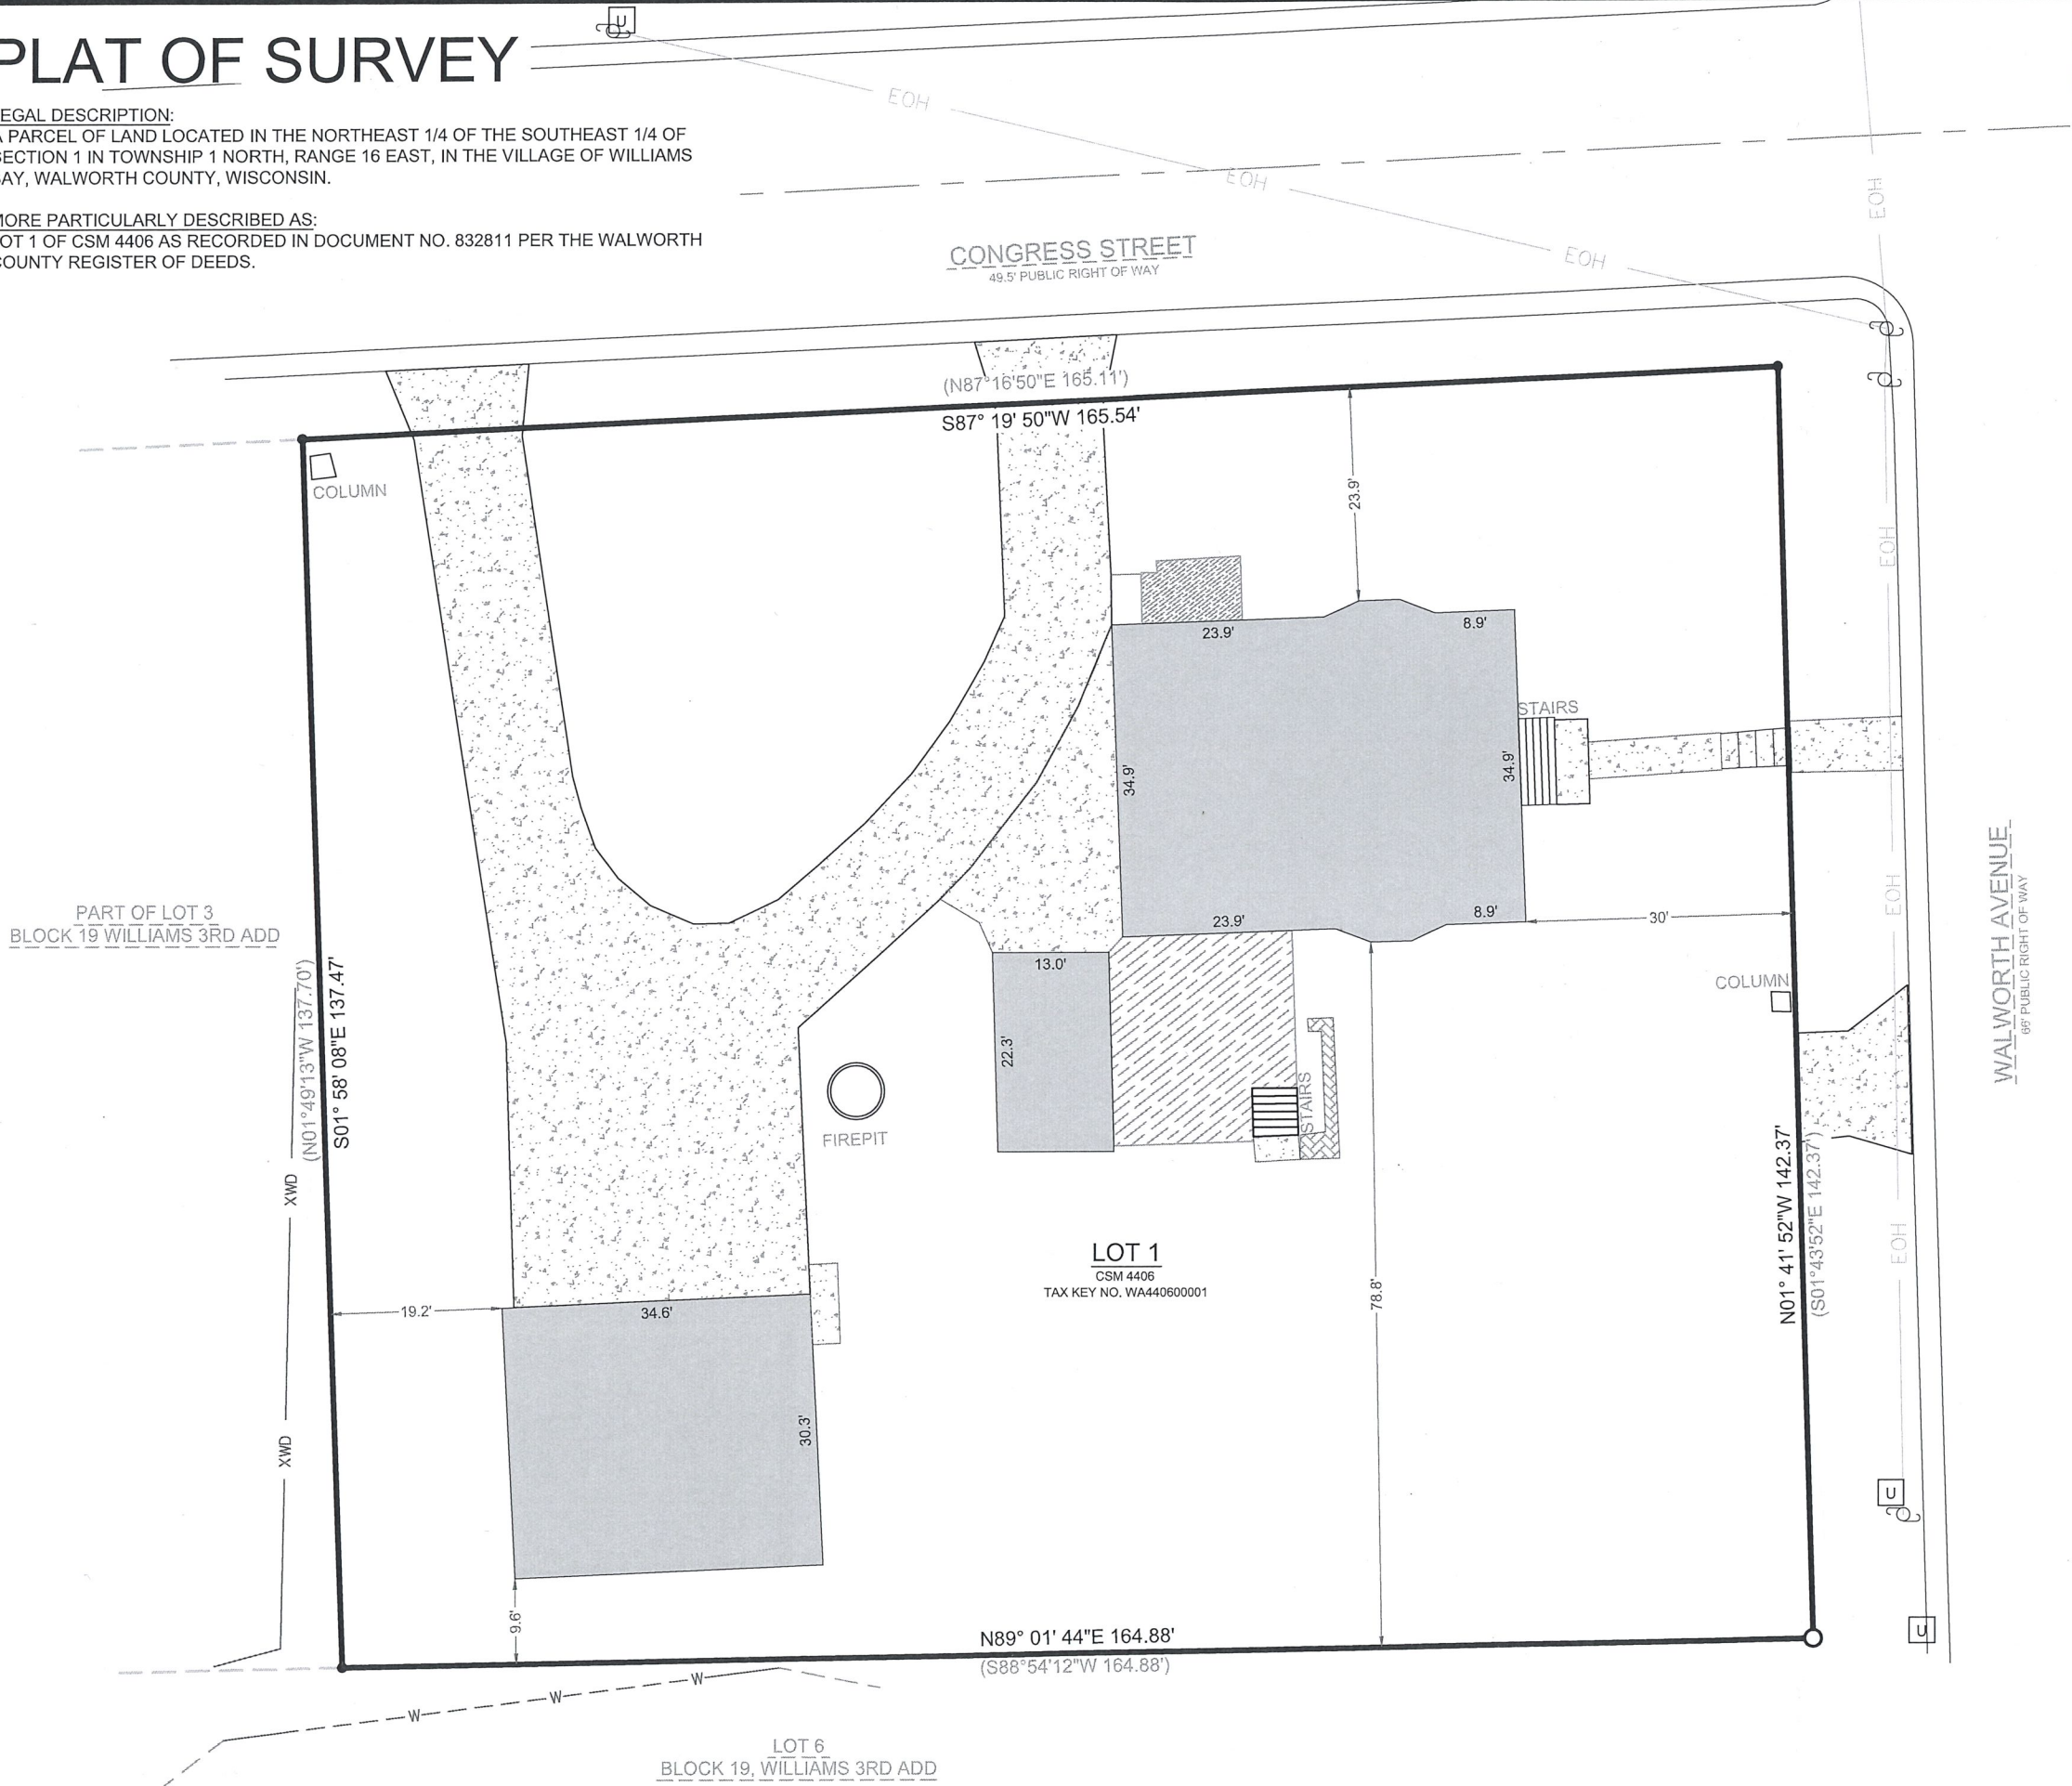 U
PLAT OF SURVEY
EGAL DESCRIPTION:
A PARCEL OF LAND LOCATED IN THE NORTHEAST 1/4 OF THE SOUTHEAST 1/4 OF
SECTION 1 IN TOWNSHIP 1 NORTH, RANGE 16 EAST, IN THE VILLAGE OF WILLIAMS
BAY, WALWORTH COUNTY, WISCONSIN.
MORE PARTICULARLY DESCRIBED AS:
OT 1 OF CSM 4406 AS RECORDED IN DOCUMENT NO. 832811 PER THE WALWORTH
COUNTY REGISTER OF DEEDS.
EOH
EOH
EOH
EOH
CONGRESS STREET
49.5' PUBLIC RIGHT OF WAY
(N87°16'50"E 165.11')
S87° 19' 50"W 165.54'
COLUMN
23.9'
EOH
23.9'
8.9'
STAIRS
34.9'
34.9'
PART OF LOT 3
BLOCK 19 WILLIAMS 3RD ADD
(N01°49'13"W 137.70')
S01° 58' 08"E 137.47'
23.9'
8.9'
30'
EOH
WALWORTH AVENUE
66' PUBLIC RIGHT OF WAY
13.0'
COLUMN
22.3'
STAIRS
FIREPIT
XWD
N01° 41' 52"W 142.37'
(S01°43'52"E 142.37')
EOH
LOT 1
CSM 4406
TAX KEY NO. WA440600001
78.8'
19.2'
34.6'
30.3'
XWD
U
9.6'
N89° 01' 44"E 164.88'
(S88°54'12"W 164.88')
U
W
W
W
LOT 6
BLOCK 19, WILLIAMS 3RD ADD